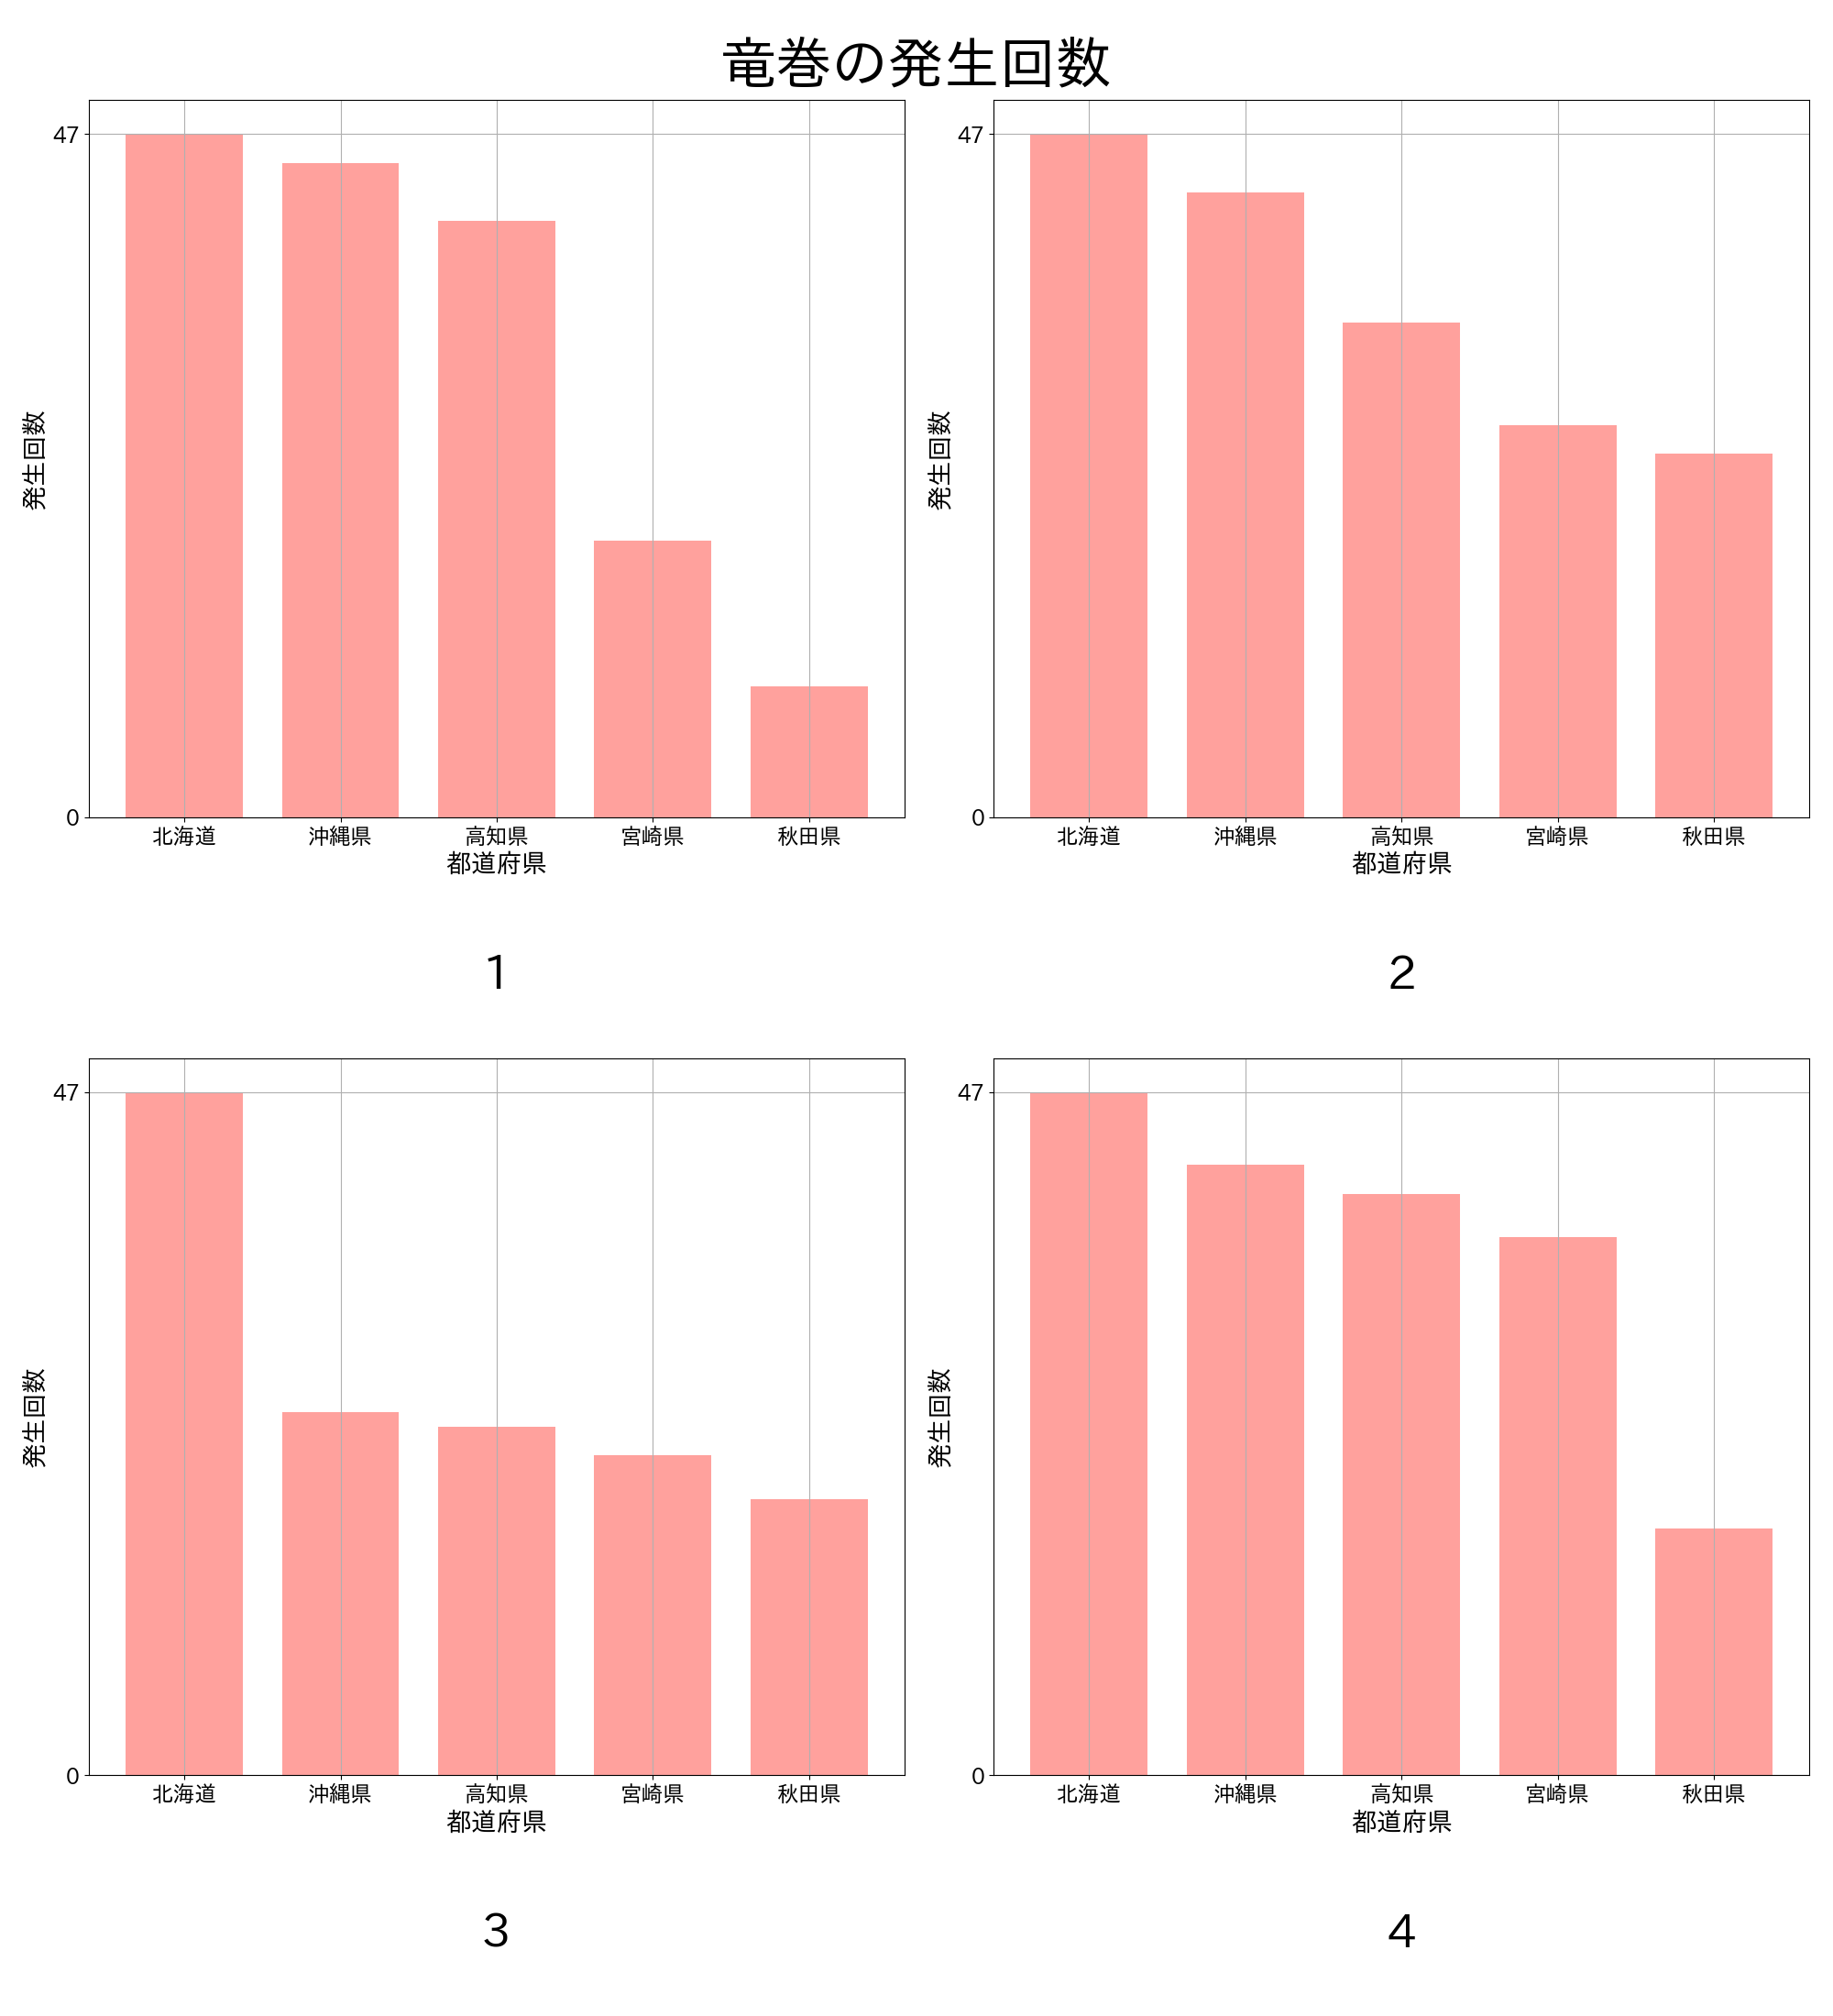 竜巻の発生回数
47
0
発生回数
北海道 沖縄県 高知県 宮崎県 秋田県
都道府県
1
47
0
発生回数
北海道 沖縄県 高知県 宮崎県 秋田県
都道府県
2
47
0
発生回数
北海道 沖縄県 高知県 宮崎県 秋田県
都道府県
3
47
0
発生回数
北海道 沖縄県 高知県 宮崎県 秋田県
都道府県
4